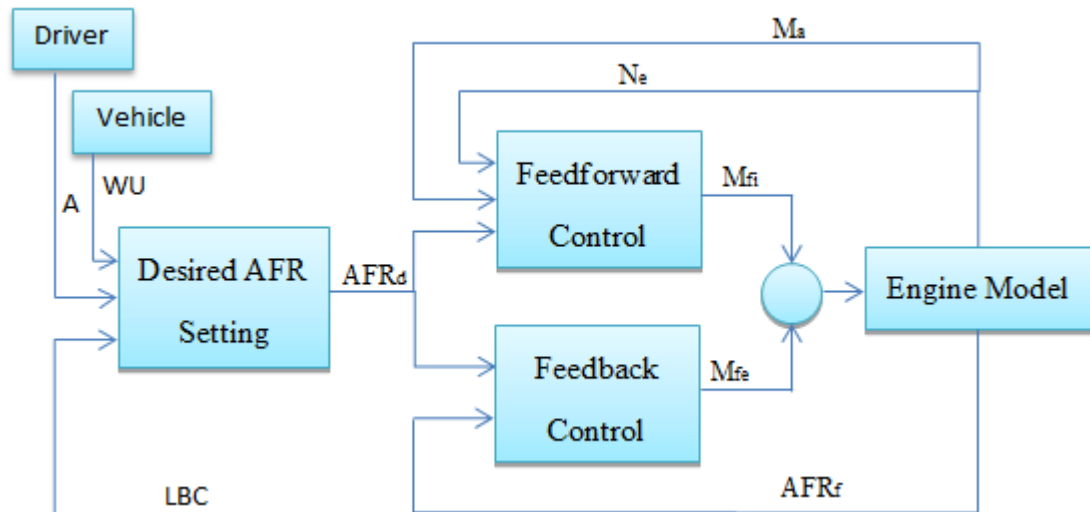 Driver
Ma
Ne
Vehicle
WU
A
Feedforward
Control
Mfi
Desired AFR
Setting
AFRd
Engine Model
Feedback
Control
Mfe
LBC
AFRf